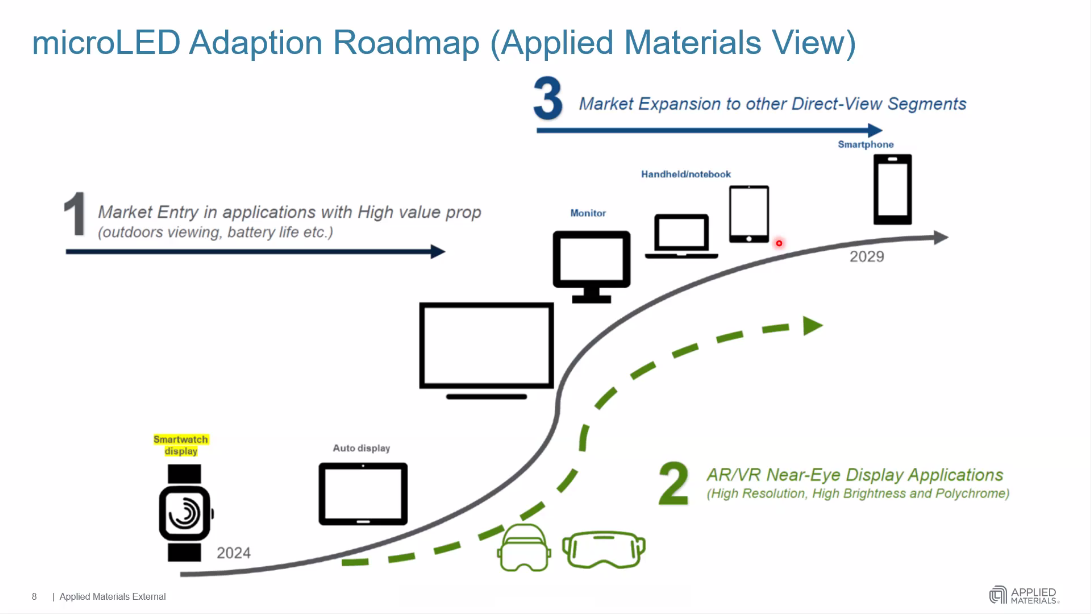 microLED Adaption Roadmap (Applied Materials View)
3
Market Expansion to other Direct-View Segments
Smartphone
Handheld/notebook
Monitor
1
Market Entry in applications with High value prop
(outdoors viewing, battery life etc.)
2029
Smartwatch
display
Auto display
2
AR/VR Near-Eye Display Applications
(High Resolution, High Brightness and Polychrome)
2024
8 | Applied Materials External
APPLIED
MATERIALS